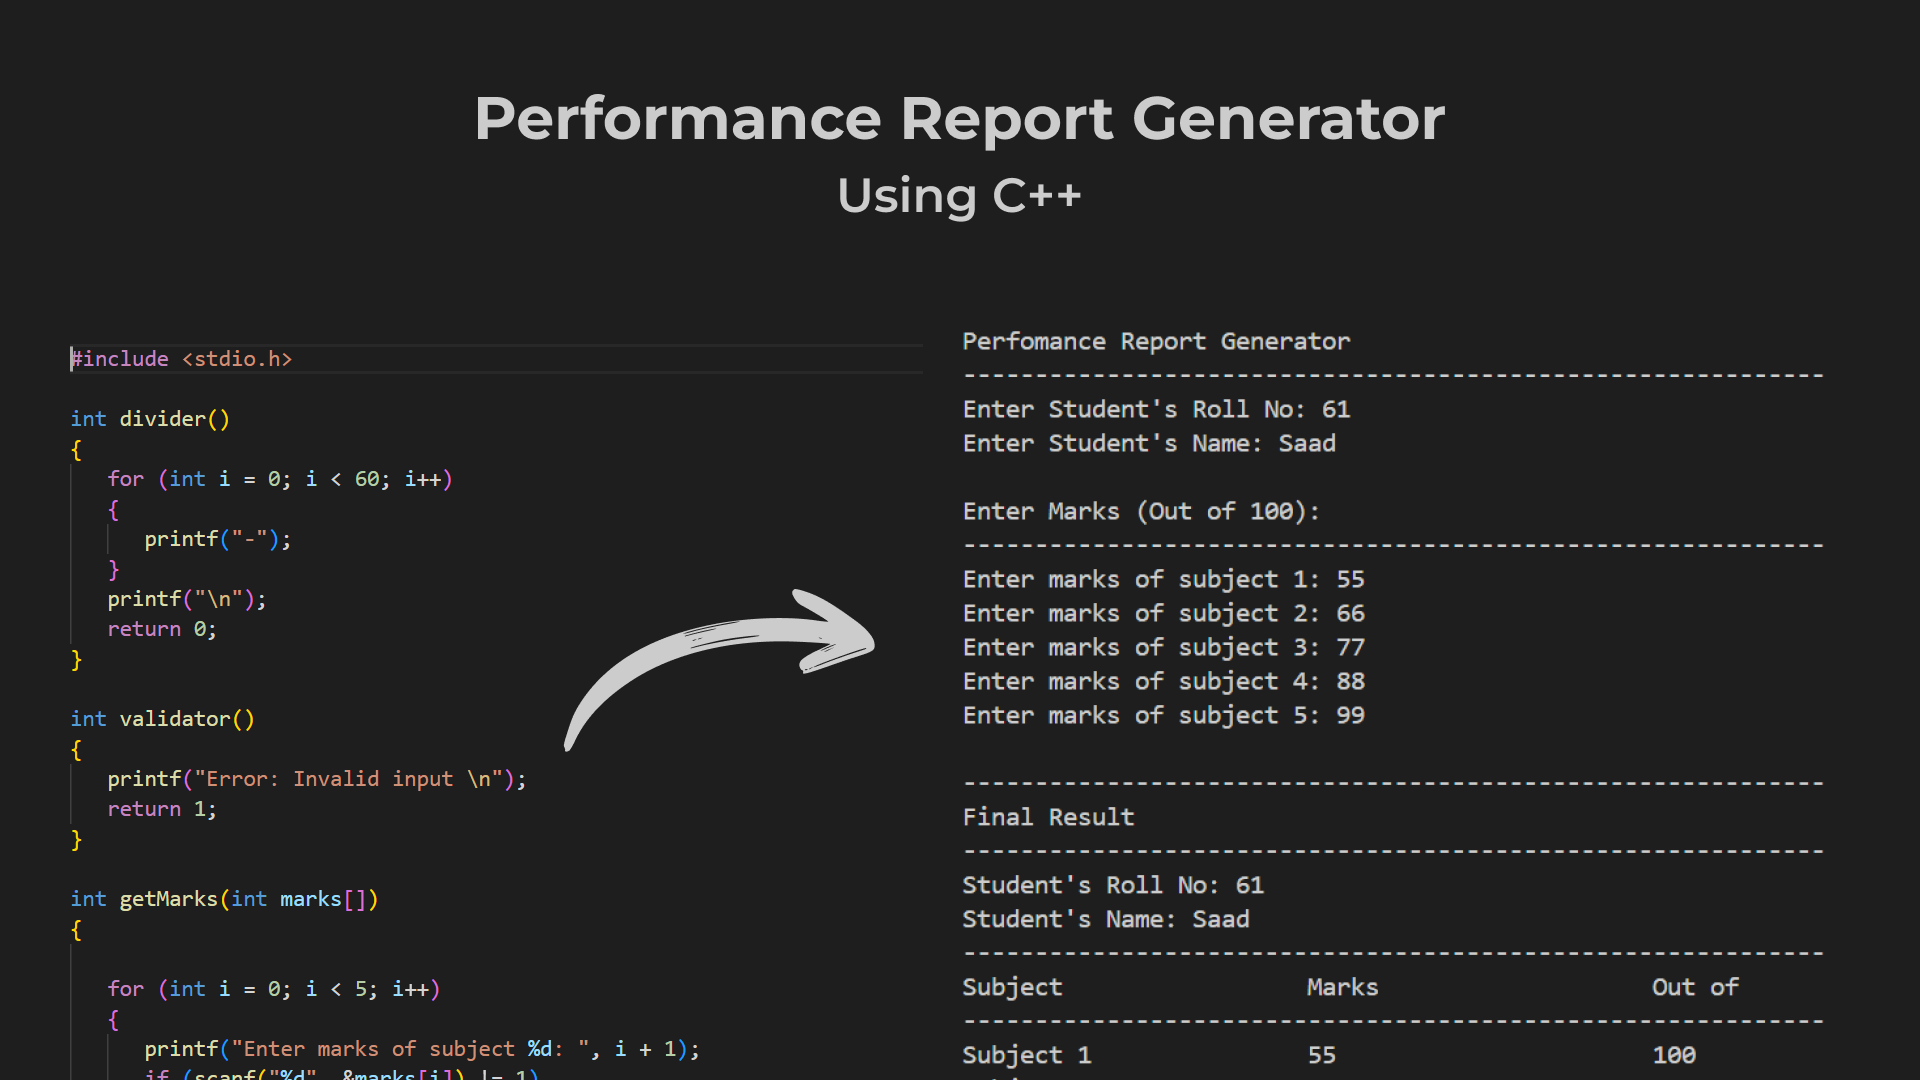 Performance Report Generator
Using C++
#include <stdio.h>
int divider()
{
for (int i = 0; i < 60; i++)
{
printf("-");
}
printf("\n");
return 0;
}
int validator()
{
printf("Error: Invalid input \n");
return 1;
}
int getMarks(int marks[])
{
for (int i = 0; i < 5; i++)
{
printf("Enter marks of subject %d: ", i + 1);
if (scanf("%d", &marks[i]) != 1)
Perfomance Report Generator
------------------------------------------------------------
Enter Student's Roll No: 61
Enter Student's Name: Saad
Enter Marks (Out of 100):
------------------------------------------------------------
Enter marks of subject 1: 55
Enter marks of subject 2: 66
Enter marks of subject 3: 77
Enter marks of subject 4: 88
Enter marks of subject 5: 99
------------------------------------------------------------
Final Result
------------------------------------------------------------
Student's Roll No: 61
Student's Name: Saad
------------------------------------------------------------
Subject Marks Out of
------------------------------------------------------------
Subject 1 55 100